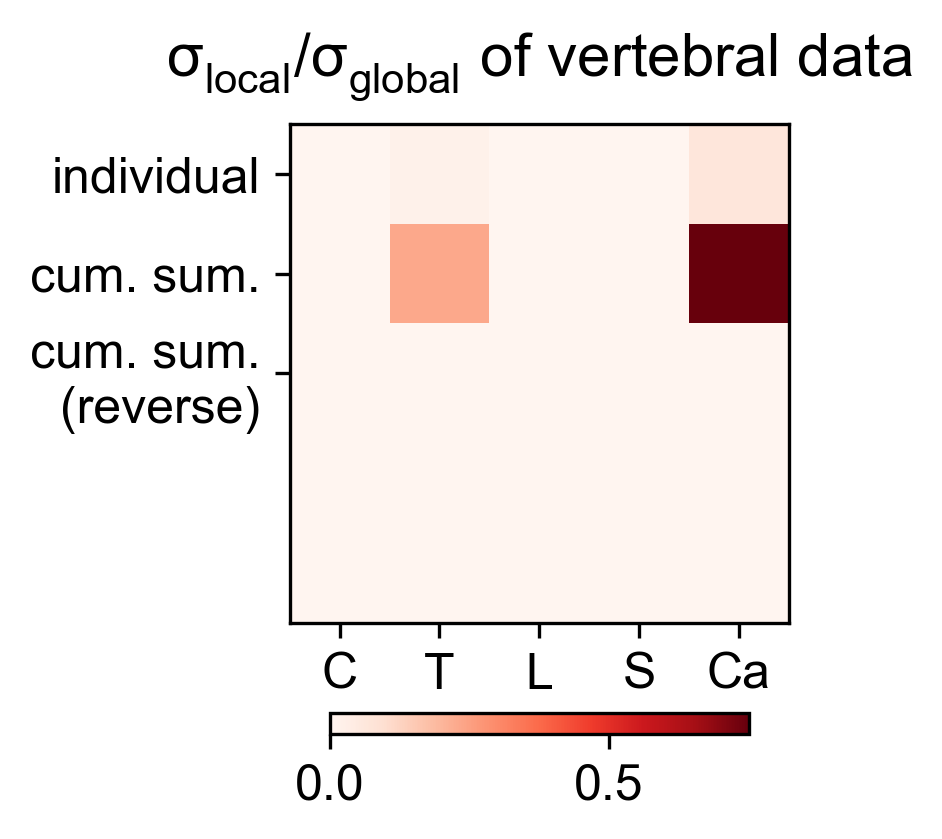 σlocal/σglobal of vertebral data
individual
cum. sum.
cum. sum.
(reverse)
C T L S Ca
0.0 0.5